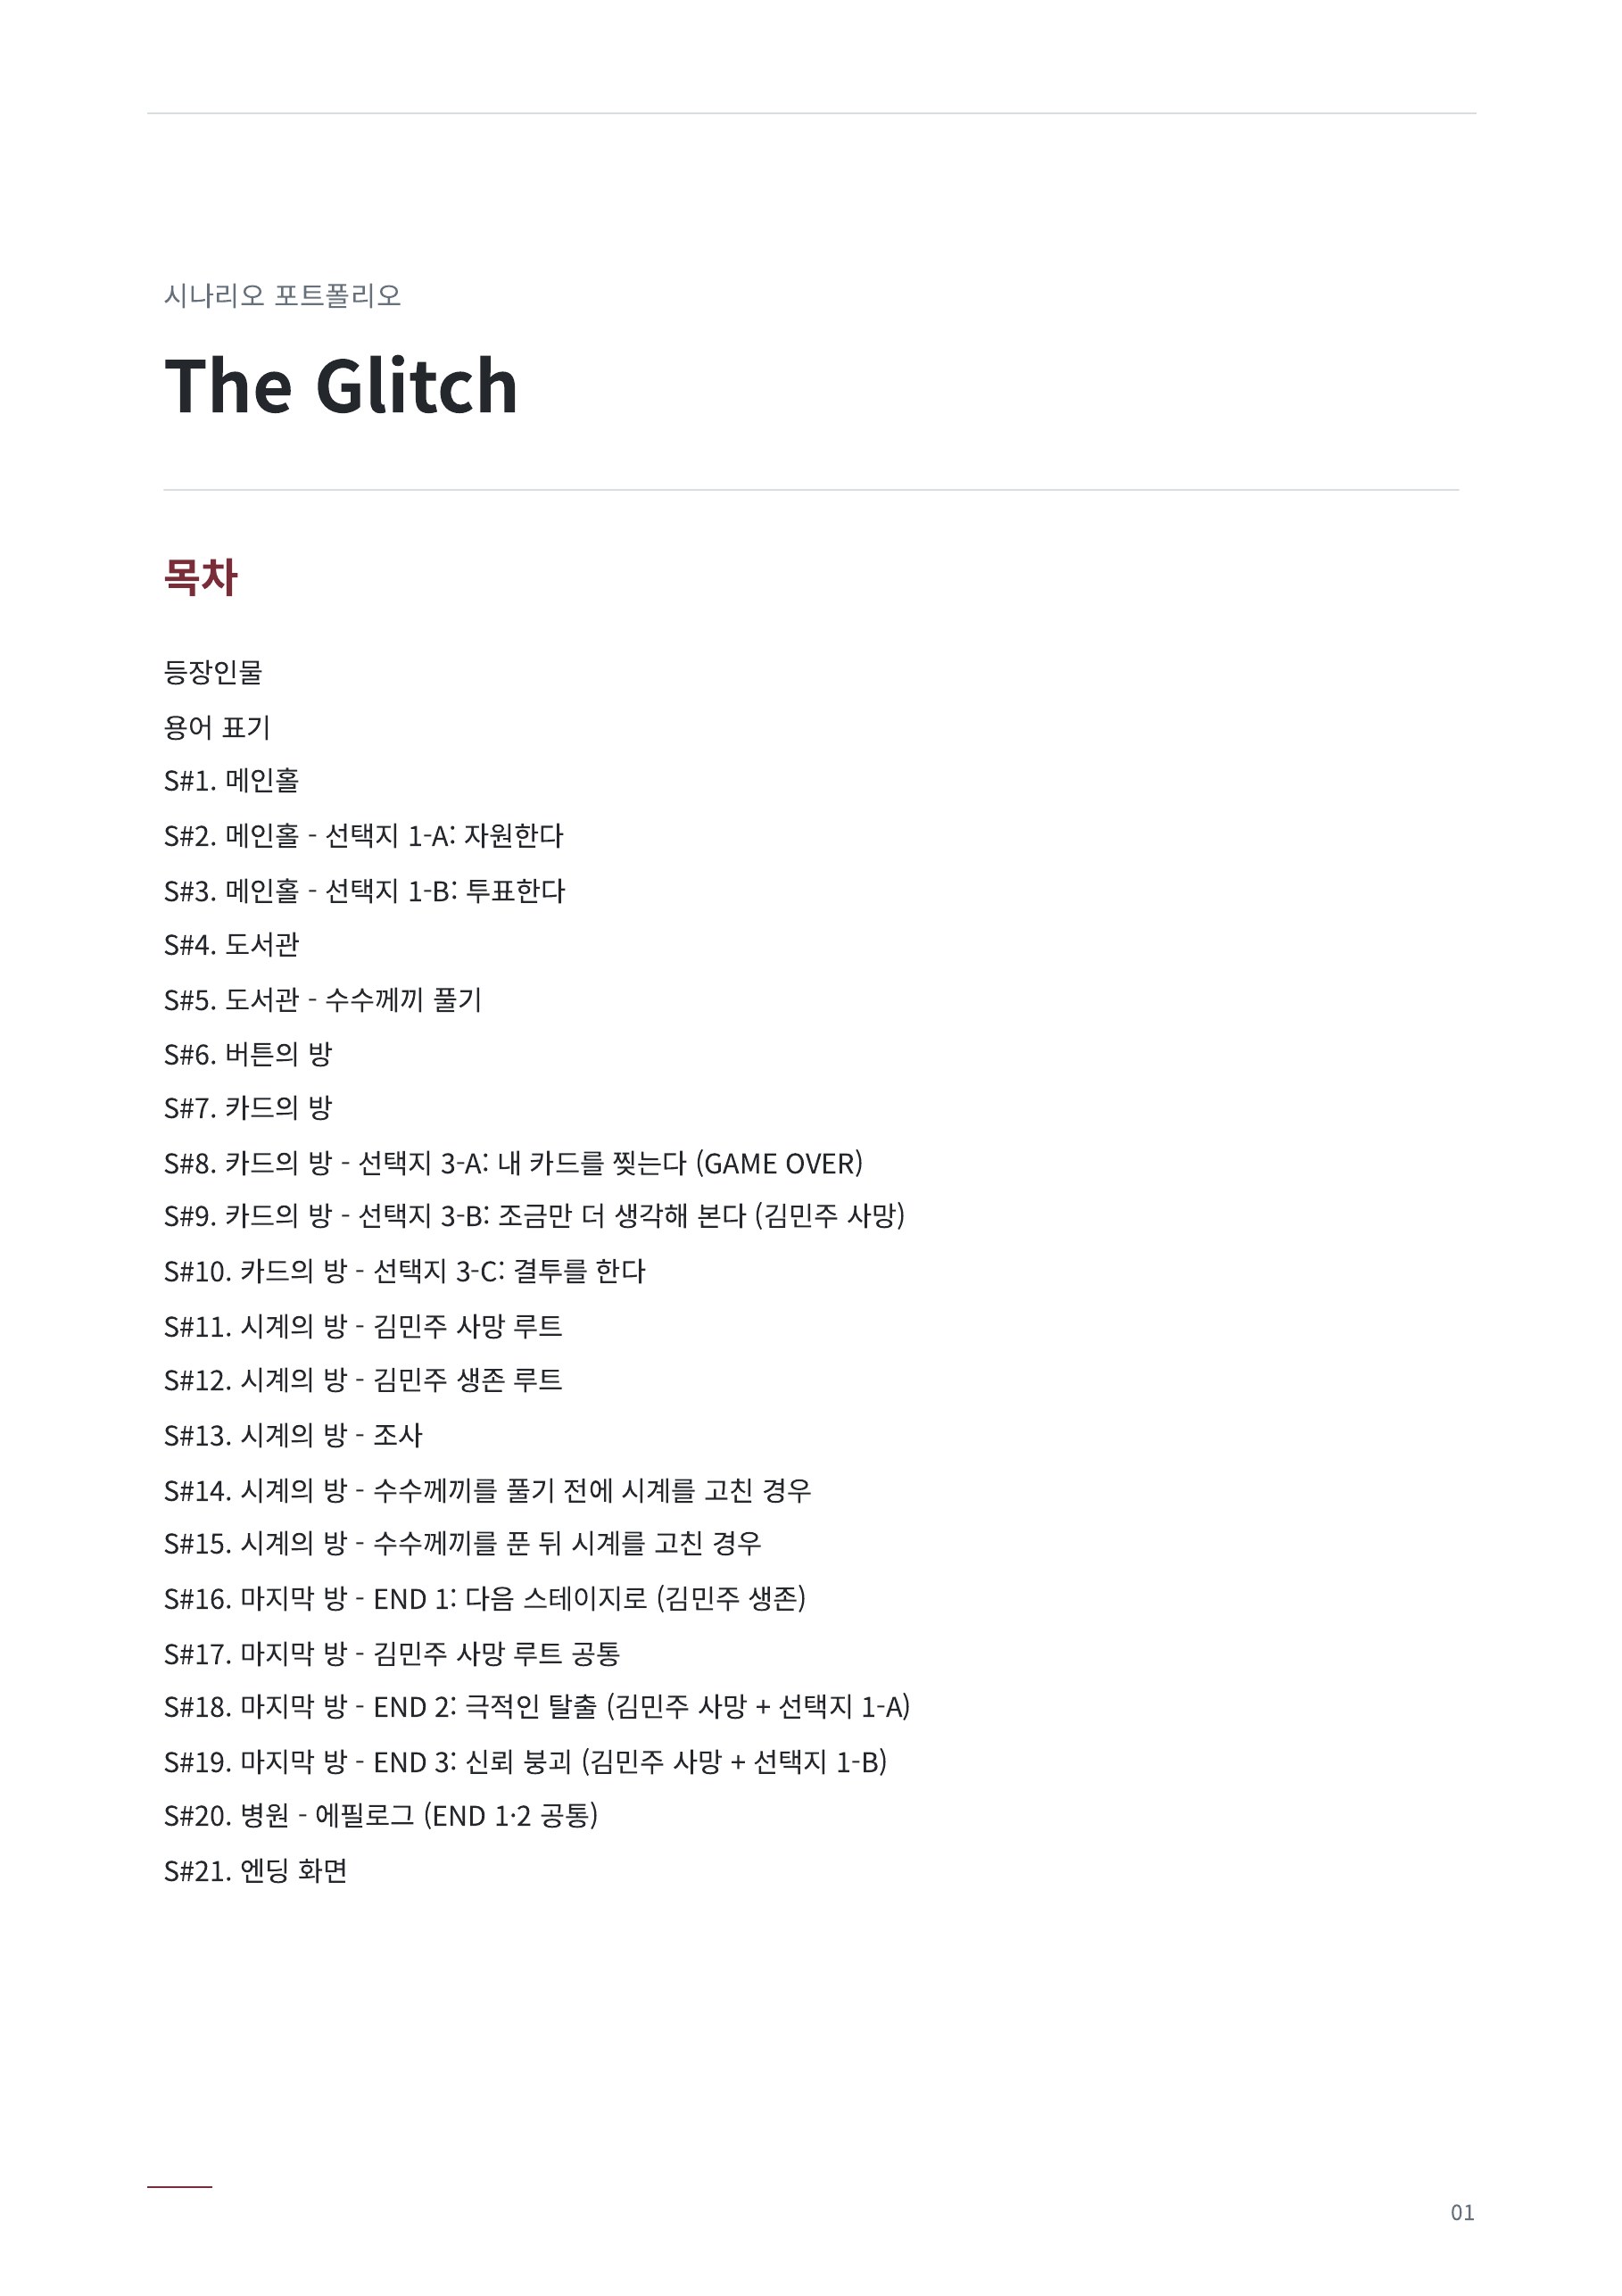 시나리오 포트폴리오
The Glitch
목차
등장인물
용어 표기
S#1. 메인홀
S#2. 메인홀 - 선택지 1-A: 자원한다
S#3. 메인홀 - 선택지 1-B: 투표한다
S#4. 도서관
S#5. 도서관 - 수수께끼 풀기
S#6. 버튼의 방
S#7. 카드의 방
S#8. 카드의 방 - 선택지 3-A: 내 카드를 찢는다 (GAME OVER)
S#9. 카드의 방 - 선택지 3-B: 조금만 더 생각해 본다 (김민주 사망)
S#10. 카드의 방 - 선택지 3-C: 결투를 한다
S#11. 시계의 방 - 김민주 사망 루트
S#12. 시계의 방 - 김민주 생존 루트
S#13. 시계의 방 - 조사
S#14. 시계의 방 - 수수께끼를 풀기 전에 시계를 고친 경우
S#15. 시계의 방 - 수수께끼를 푼 뒤 시계를 고친 경우
S#16. 마지막 방 - END 1: 다음 스테이지로 (김민주 생존)
S#17. 마지막 방 - 김민주 사망 루트 공통
S#18. 마지막 방 - END 2: 극적인 탈출 (김민주 사망 + 선택지 1-A)
S#19. 마지막 방 - END 3: 신뢰 붕괴 (김민주 사망 + 선택지 1-B)
S#20. 병원 - 에필로그 (END 1·2 공통)
S#21. 엔딩 화면
01